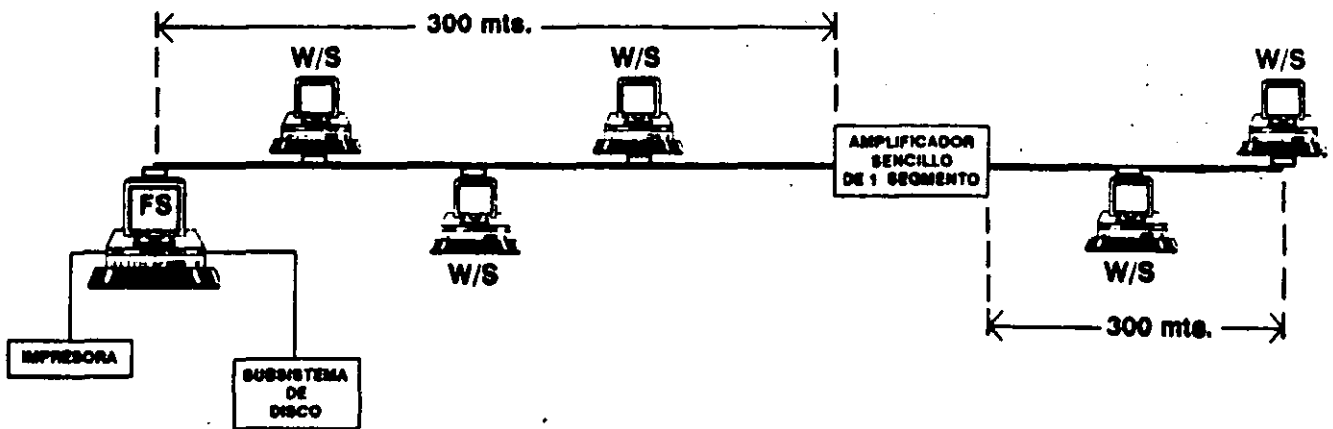 300 mts.
W/S
W/S
W/S
AMPLIFICADOR
SENCILLO
DE 1 SEGMENTO
FS
W/S
W/S
300 mts.
IMPRESORA
SUBSISTEMA
DE
DISCO